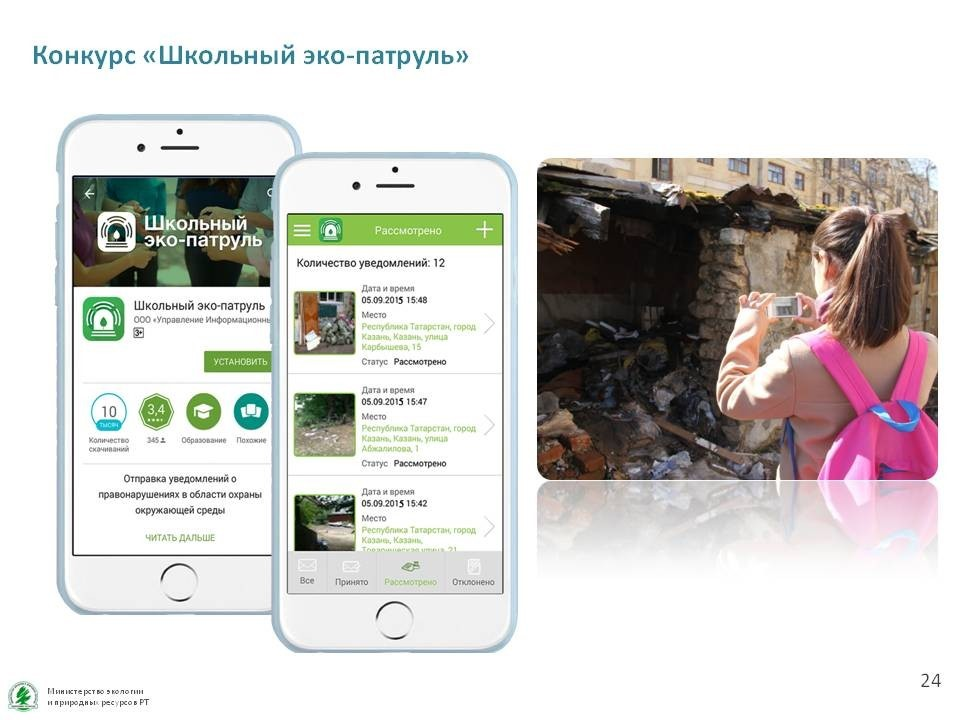 Конкурс «Школьный эко-патруль»
Школьный
эко-патруль
Школьный эко-патруль
ООО «Управление Информационны
3+
УСТАНОВИТЬ
10
ТЫСЯЧ
3,4
Количество
скачиваний
345
Образование
Похожие
Отправка уведомлений о
правонарушениях в области охраны
окружающей среды
ЧИТАТЬ ДАЛЬШЕ
Рассмотрено
Количество уведомлений: 12
Дата и время
05.09.2015 15:48
Место
Республика Татарстан, город
Казань, Казань, улица
Карбышева, 15
Статус Рассмотрено
Дата и время
05.09.2015 15:47
Место
Республика Татарстан, город
Казань, Казань, улица
Абжалилова, 1
Статус Рассмотрено
Дата и время
05.09.2015 15:42
Место
Республика Татарстан, город
Казань, Казань,
Товарищеская улица, 21
Все
Принято
Рассмотрено
Отклонено
Министерство экологии
и природных ресурсов РТ
24